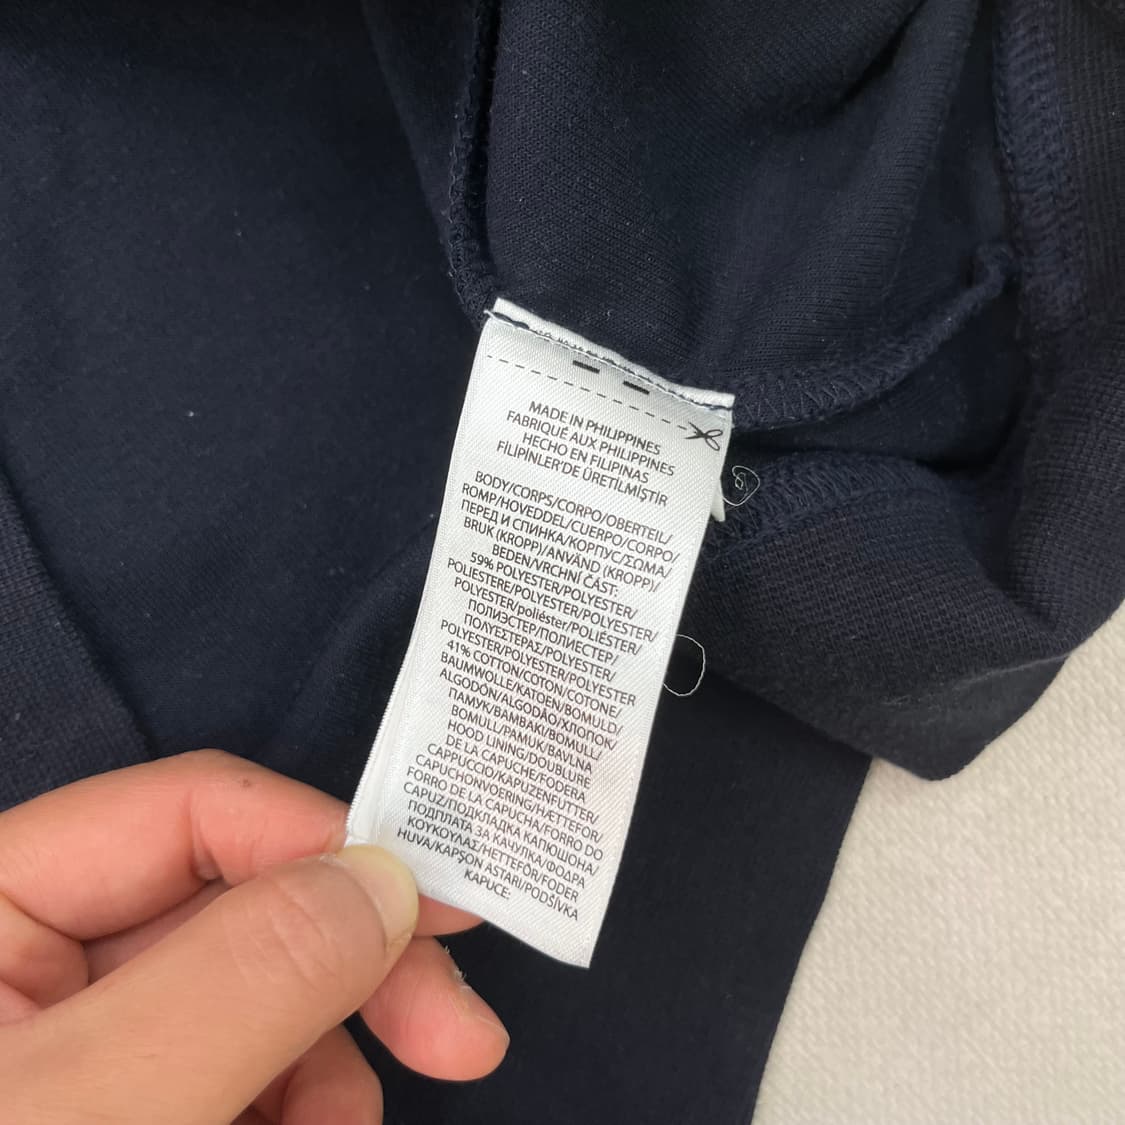 MADE IN PHILIPPINES
FABRIQUÉ AUX PHILIPPINES
HECHO EN FILIPINAS
FİLİPİNLER'DE ÜRETİLMİŞTİR
BODY/CORPS/CORPO/OBERTEIL/
ROMP/HOVEDDEL/CUERPO/CORPO/
ПЕРЕД И СПИНКА/КОРПУС/ΣΩΜΑ/
BRUK (KROPP)/ANVÄND (KROPP)/
BEDEN/VRCHNÍ ČÁST:
59% POLYESTER/POLYESTER/
POLIESTERE/POLYESTER/POLYESTER/
POLYESTER/poliéster/POLIÉSTER/
ПОЛИЭСТЕР/ПОЛИЕСТЕР/
ΠΟΛΥΕΣΤΕΡΑΣ/POLYESTER/
POLYESTER/POLYESTER/POLYESTER
41% COTTON/COTON/COTONE/
BAUMWOLLE/KATOEN/BOMULD/
ALGODÓN/ALGODÃO/ХЛОПОК/
ПАМУК/ΒΑΜΒΑΚΙ/BOMULL/
BOMULL/PAMUK/BAVLNA
HOOD LINING/DOUBLURE
DE LA CAPUCHE/FODERA
CAPPUCCIO/KAPUZENFUTTER/
CAPUCHONVOERING/HÆTTEFOR/
FORRO DE LA CAPUCHA/FORRO DO
CAPUZ/ПОДКЛАДКА КАПЮШОНА/
ПОДПЛАТА ЗА КАЧУЛКА/ΦΟΔΡΑ
ΚΟΥΚΟΥΛΑΣ/HETTEFÔR/FODER
HUVA/KAPŞON ASTARI/PODŠÍVKA
KAPUCE: